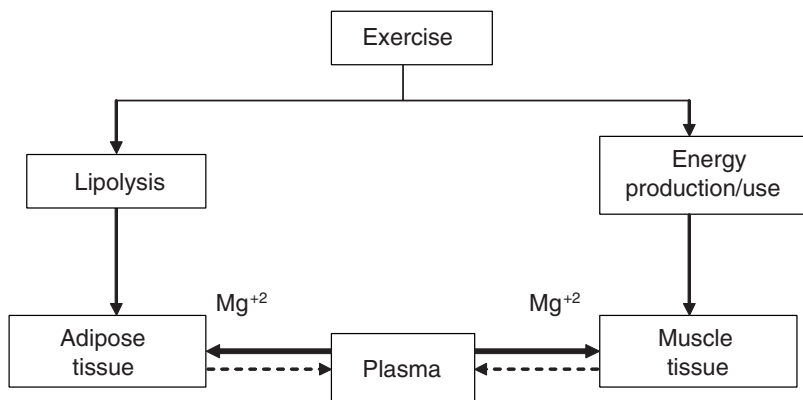 Exercise
Lipolysis
Energy
production/use
Mg⁺²
Mg⁺²
Adipose
tissue
Plasma
Muscle
tissue